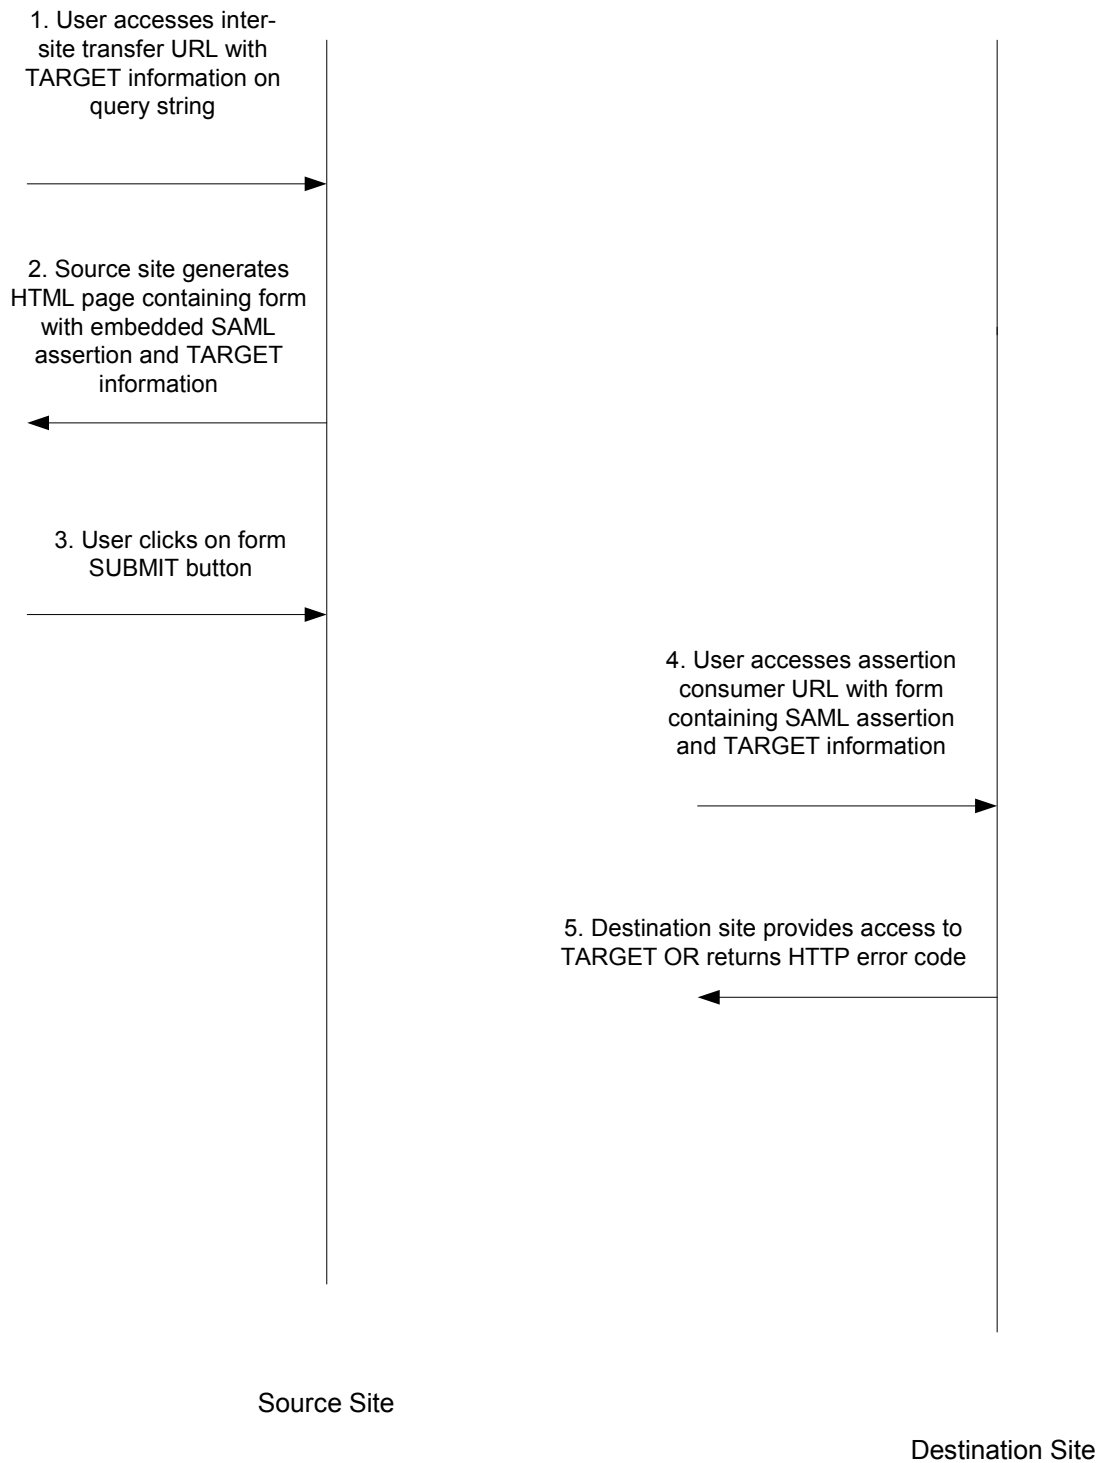 1. User accesses inter-
site transfer URL with
TARGET information on
query string
2. Source site generates
HTML page containing form
with embedded SAML
assertion and TARGET
information
3. User clicks on form
SUBMIT button
4. User accesses assertion
consumer URL with form
containing SAML assertion
and TARGET information
5. Destination site provides access to
TARGET OR returns HTTP error code
Source Site
Destination Site